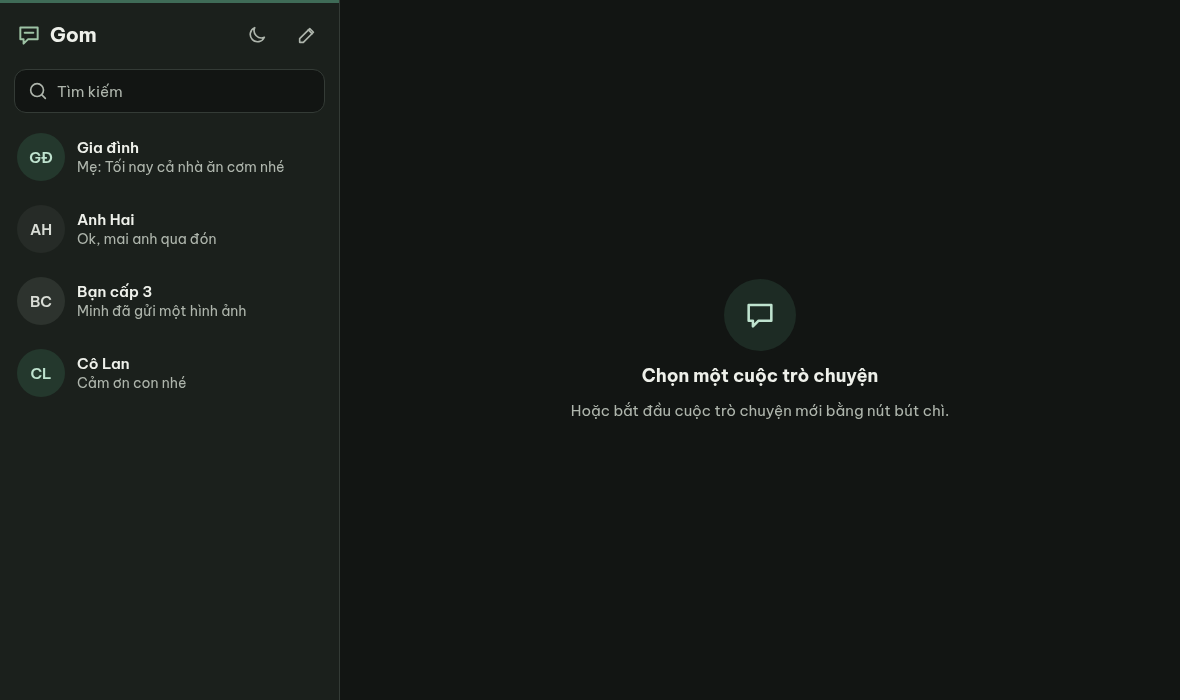 Gom
Tìm kiếm
GĐ
Gia đình
Mẹ: Tối nay cả nhà ăn cơm nhé
AH
Anh Hai
Ok, mai anh qua đón
BC
Bạn cấp 3
Minh đã gửi một hình ảnh
CL
Cô Lan
Cảm ơn con nhé
Chọn một cuộc trò chuyện
Hoặc bắt đầu cuộc trò chuyện mới bằng nút bút chì.